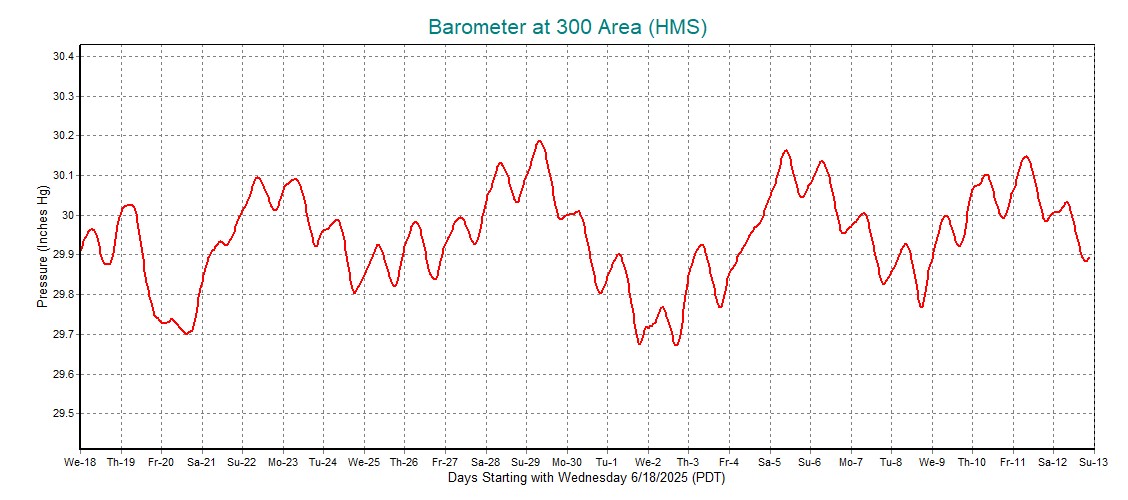 Barometer at 300 Area (HMS)
Pressure (Inches Hg)
30.4
30.3
30.2
30.1
30
29.9
29.8
29.7
29.6
29.5
We-18 Th-19 Fr-20 Sa-21 Su-22 Mo-23 Tu-24 We-25 Th-26 Fr-27 Sa-28 Su-29 Mo-30 Tu-1 We-2 Th-3 Fr-4 Sa-5 Su-6 Mo-7 Tu-8 We-9 Th-10 Fr-11 Sa-12 Su-13
Days Starting with Wednesday 6/18/2025 (PDT)